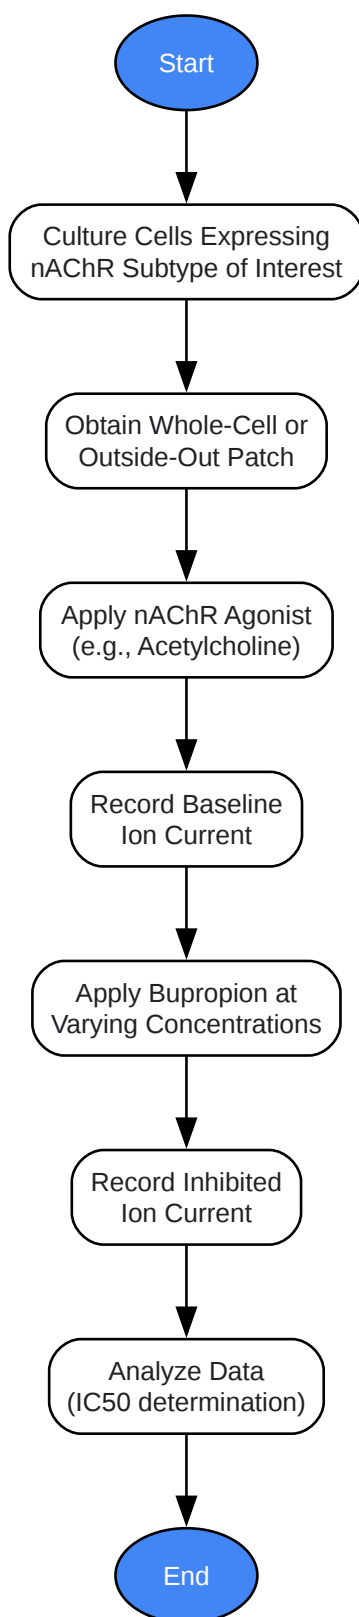 Start
Culture Cells Expressing
nAChR Subtype of Interest
Obtain Whole-Cell or
Outside-Out Patch
Apply nAChR Agonist
(e.g., Acetylcholine)
Record Baseline
Ion Current
Apply Bupropion at
Varying Concentrations
Record Inhibited
Ion Current
Analyze Data
(IC50 determination)
End